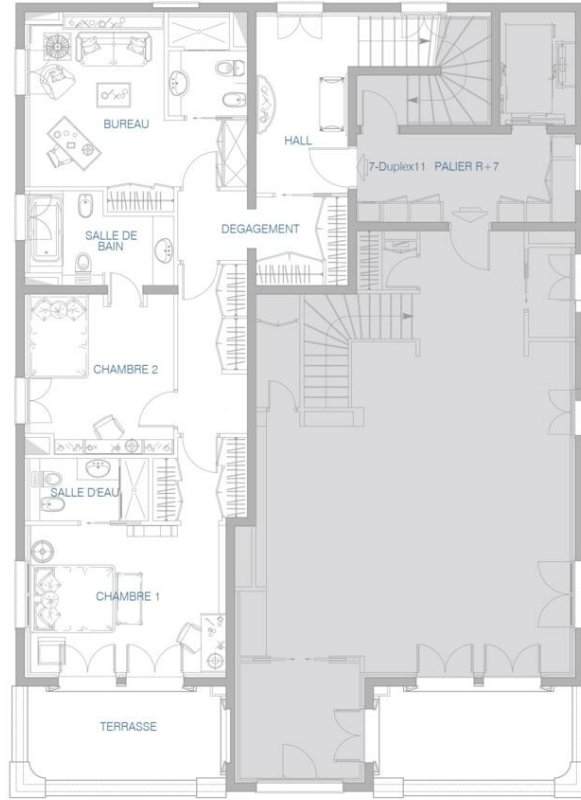 BUREAU
HALL
7-Duplex11 PALIER R+7
SALLE DE
BAIN
DEGAGEMENT
CHAMBRE 2
SALLE D'EAU
CHAMBRE 1
TERRASSE